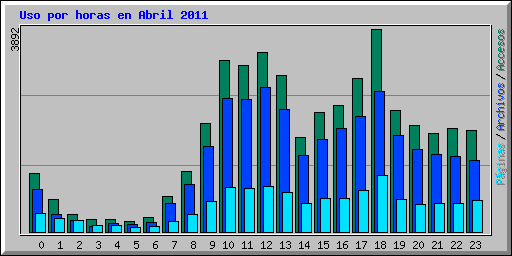 Uso por horas en Abril 2011
3892
Páginas / Archivos / Accesos
0 1 2 3 4 5 6 7 8 9 10 11 12 13 14 15 16 17 18 19 20 21 22 23